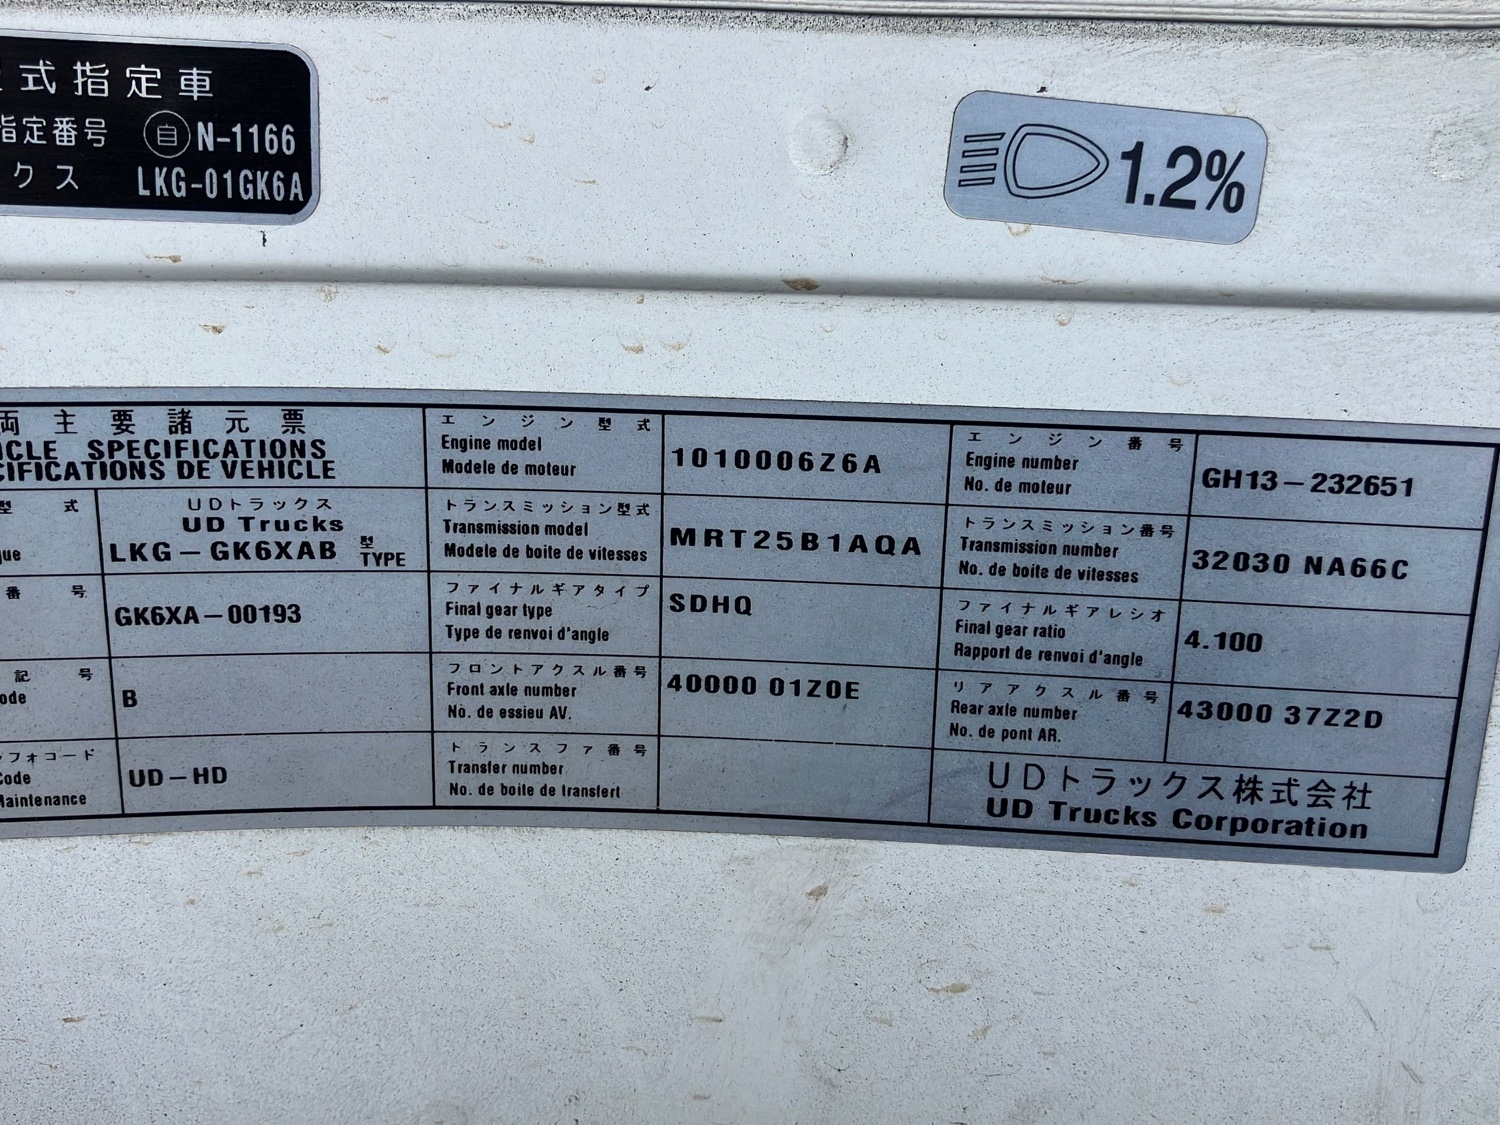 式指定車
指定番号 自 N-1166
クス LKG-01GK6A
1.2%
両主要諸元票
ICLE SPECIFICATIONS
CIFICATIONS DE VEHICLE
型式
que
UDトラックス
UD Trucks
LKG-GK6XAB 型 TYPE
番号
GK6XA-00193
記号
ode
B
フォコード
Code
Maintenance
UD-HD
エンジン型式
Engine model
Modele de moteur
1010006Z6A
トランスミッション型式
Transmission model
Modele de boite de vitesses
MRT25B1AQA
ファイナルギアタイプ
Final gear type
Type de renvoi d'angle
SDHQ
フロントアクスル番号
Front axle number
No. de essieu AV.
40000 01Z0E
トランスファ番号
Transfer number
No. de boite de transfert
エンジン番号
Engine number
No. de moteur
GH13-232651
トランスミッション番号
Transmission number
No. de boite de vitesses
32030 NA66C
ファイナルギアレシオ
Final gear ratio
Rapport de renvoi d'angle
4.100
リアアクスル番号
Rear axle number
No. de pont AR.
43000 37Z2D
UDトラックス株式会社
UD Trucks Corporation